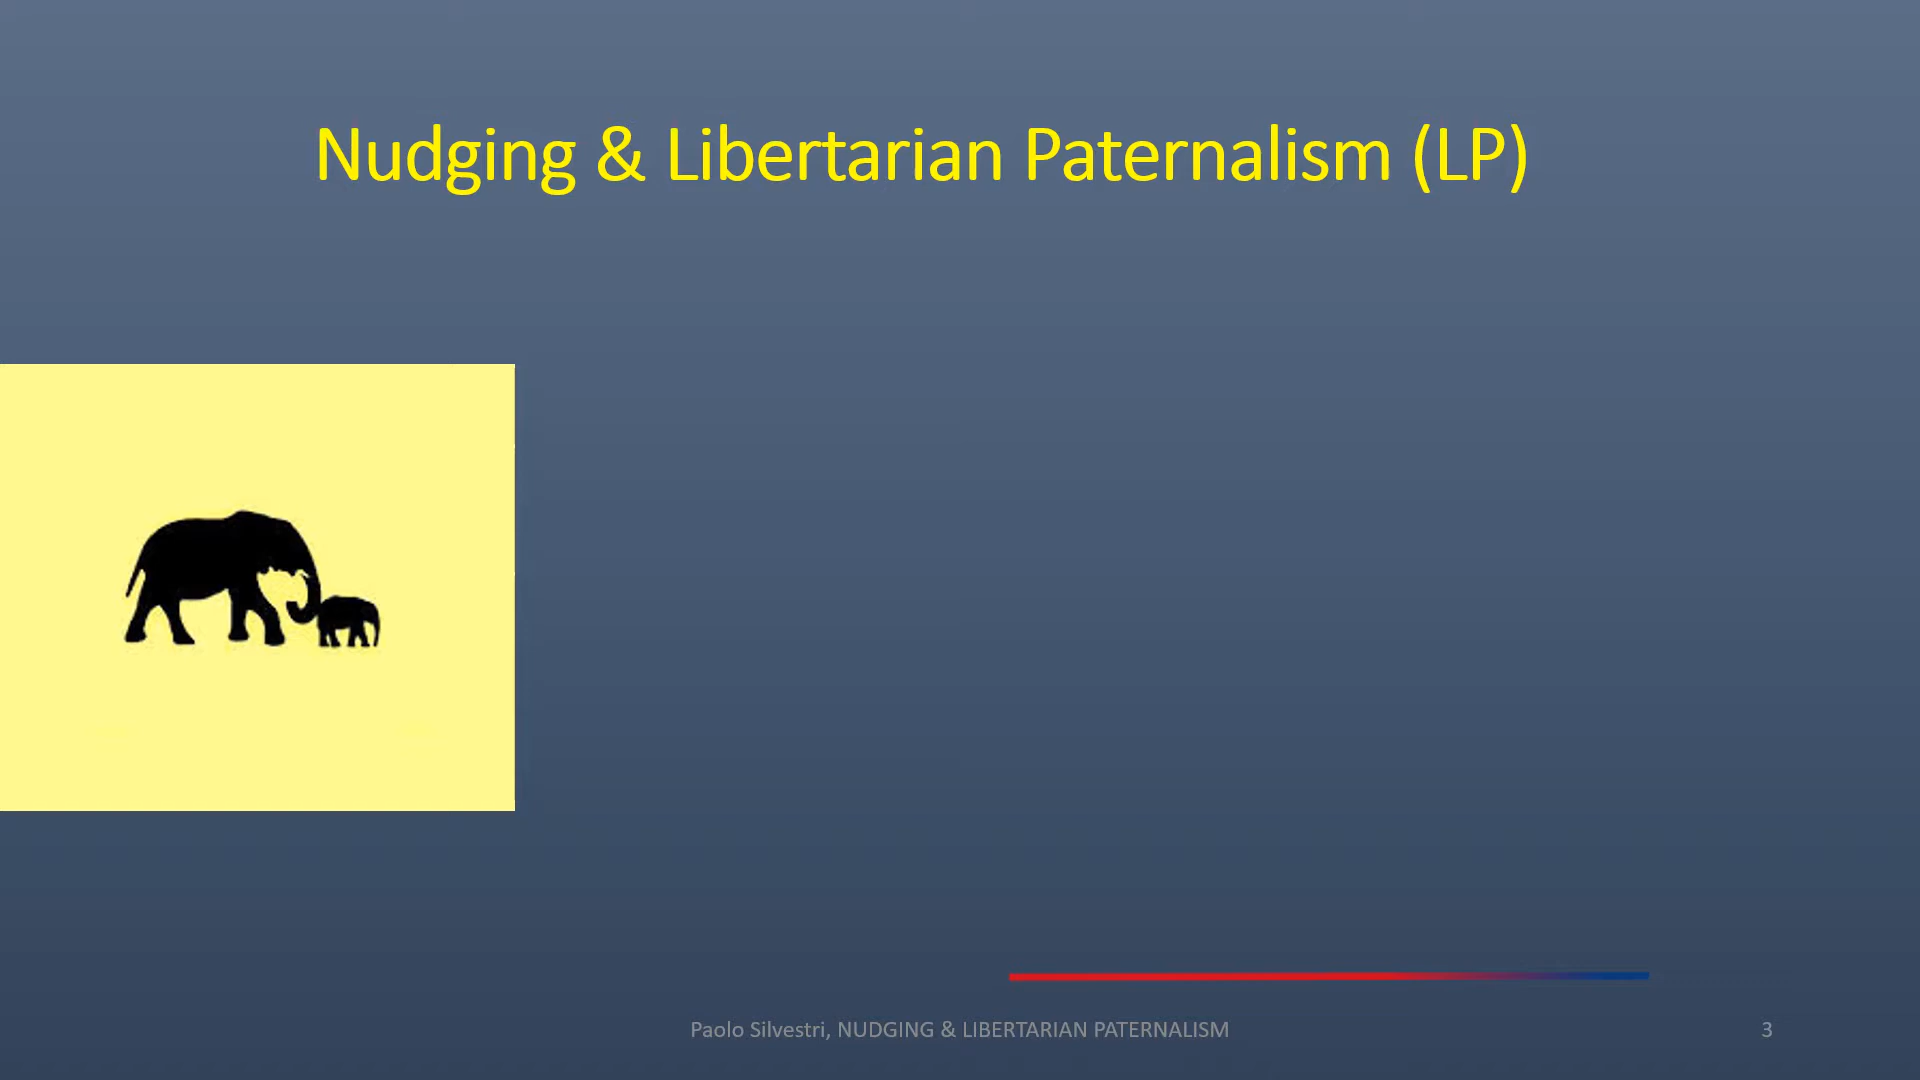 Nudging & Libertarian Paternalism (LP)
Paolo Silvestri, NUDGING & LIBERTARIAN PATERNALISM
3